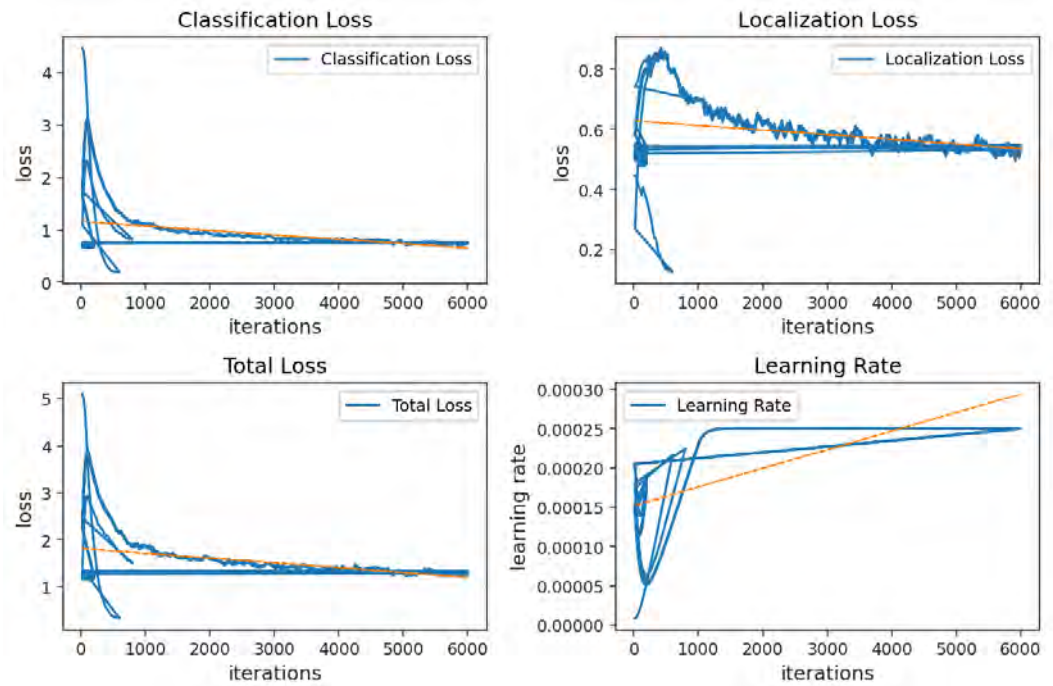 Classification Loss
Classification Loss
4
3
2
1
0
loss
0 1000 2000 3000 4000 5000 6000
iterations
Localization Loss
Localization Loss
0.8
0.6
0.4
0.2
loss
0 1000 2000 3000 4000 5000 6000
iterations
Total Loss
Total Loss
5
4
3
2
1
loss
0 1000 2000 3000 4000 5000 6000
iterations
Learning Rate
Learning Rate
0.00030
0.00025
0.00020
0.00015
0.00010
0.00005
0.00000
learning rate
0 1000 2000 3000 4000 5000 6000
iterations